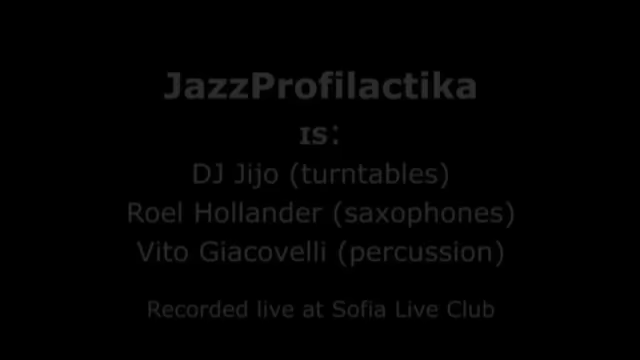 JazzProfilactika
IS:
DJ Jijo (turntables)
Roel Hollander (saxophones)
Vito Giacovelli (percussion)
Recorded live at Sofia Live Club